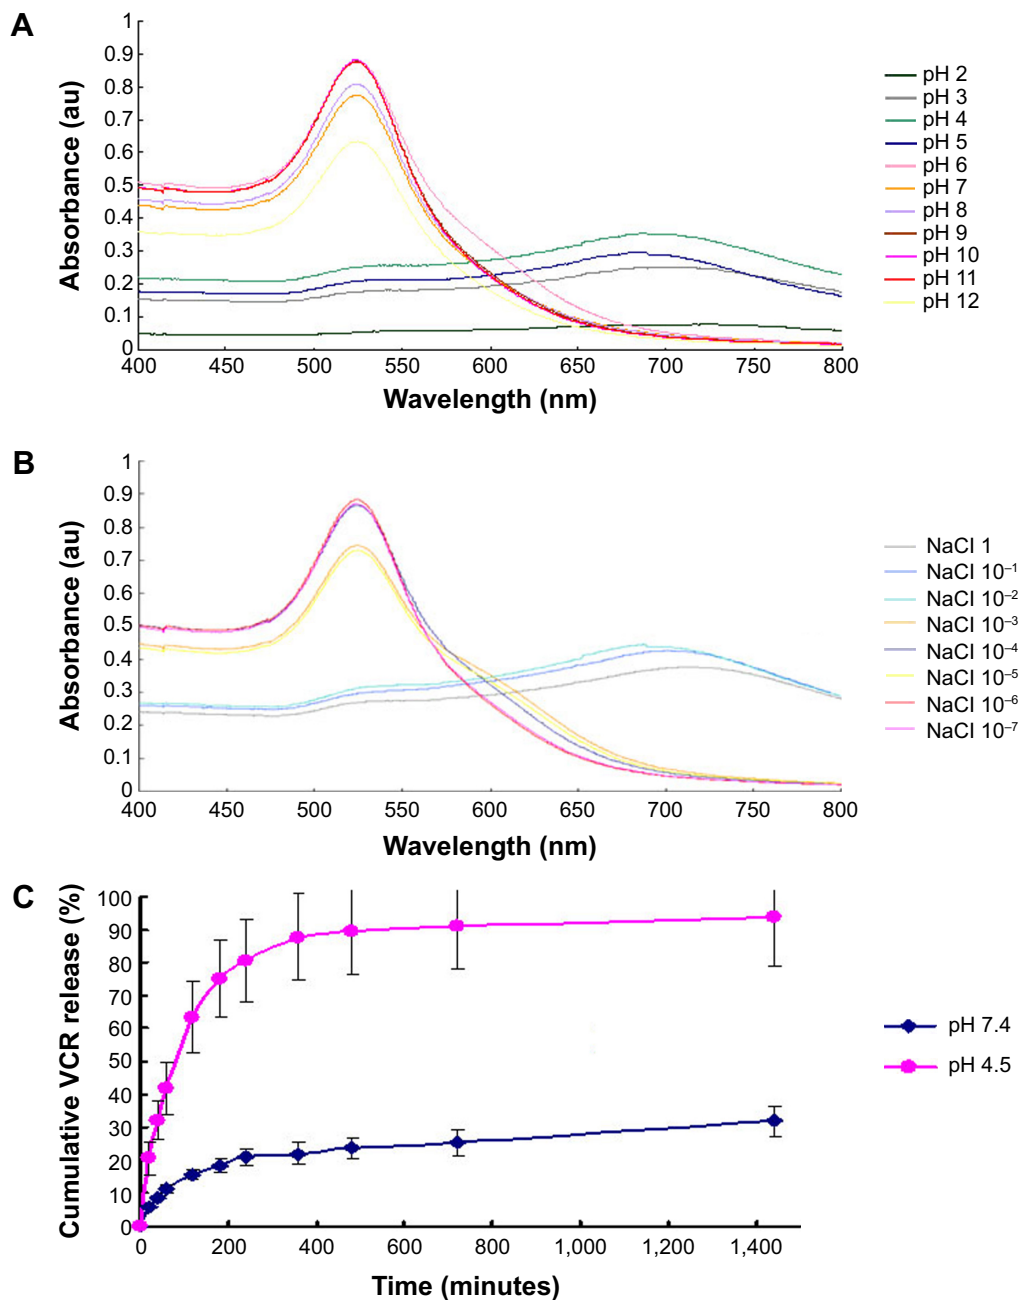 A
Absorbance (au)
1
0.9
0.8
0.7
0.6
0.5
0.4
0.3
0.2
0.1
0
400 450 500 550 600 650 700 750 800
Wavelength (nm)
pH 2
pH 3
pH 4
pH 5
pH 6
pH 7
pH 8
pH 9
pH 10
pH 11
pH 12
B
Absorbance (au)
1
0.9
0.8
0.7
0.6
0.5
0.4
0.3
0.2
0.1
0
400 450 500 550 600 650 700 750 800
Wavelength (nm)
NaCl 1
NaCl 10⁻¹
NaCl 10⁻²
NaCl 10⁻³
NaCl 10⁻⁴
NaCl 10⁻⁵
NaCl 10⁻⁶
NaCl 10⁻⁷
C
Cumulative VCR release (%)
100
90
80
70
60
50
40
30
20
10
0
0 200 400 600 800 1,000 1,200 1,400
Time (minutes)
pH 7.4
pH 4.5